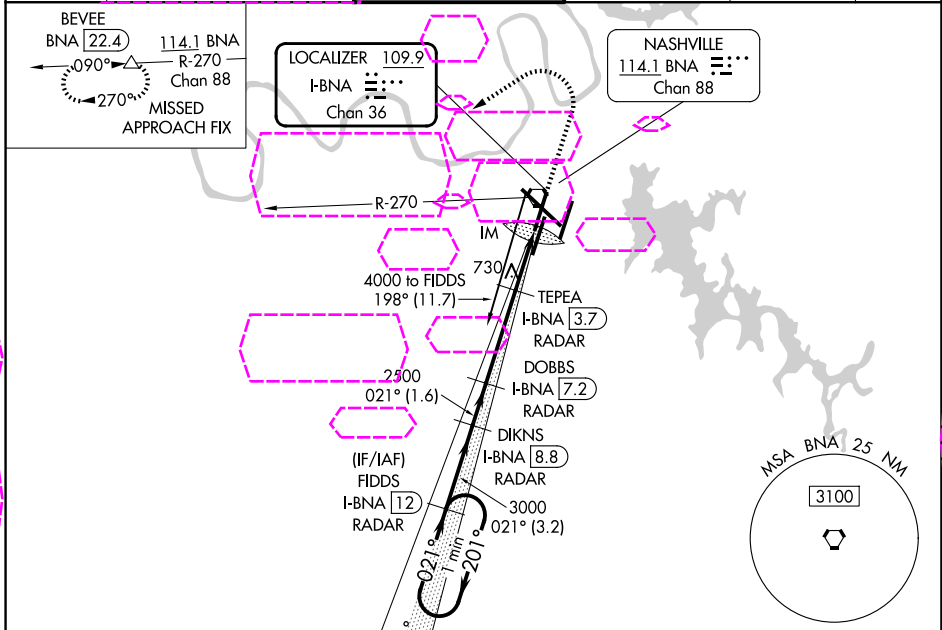 BEVEE
BNA 22.4
114.1 BNA
090°
R-270
Chan 88
270°
MISSED
APPROACH FIX
LOCALIZER 109.9
I-BNA
Chan 36
NASHVILLE
114.1 BNA
Chan 88
R-270
IM
730
4000 to FIDDS
198° (11.7)
TEPEA
I-BNA 3.7
RADAR
DOBBS
I-BNA 7.2
RADAR
2500
021° (1.6)
DIKNS
I-BNA 8.8
RADAR
(IF/IAF)
FIDDS
I-BNA 12
RADAR
3000
021° (3.2)
021°
1 min
201°
MSA BNA 25 NM
3100